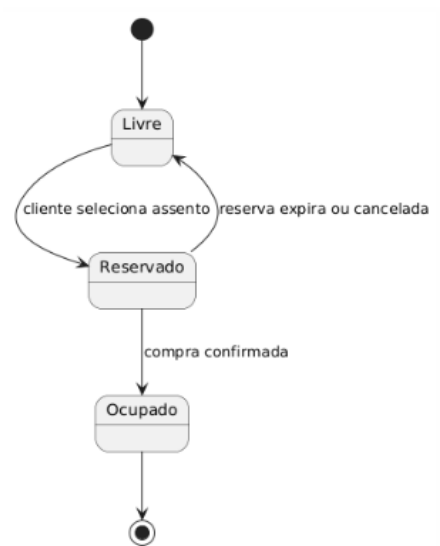 Livre
cliente seleciona assento
reserva expira ou cancelada
Reservado
compra confirmada
Ocupado